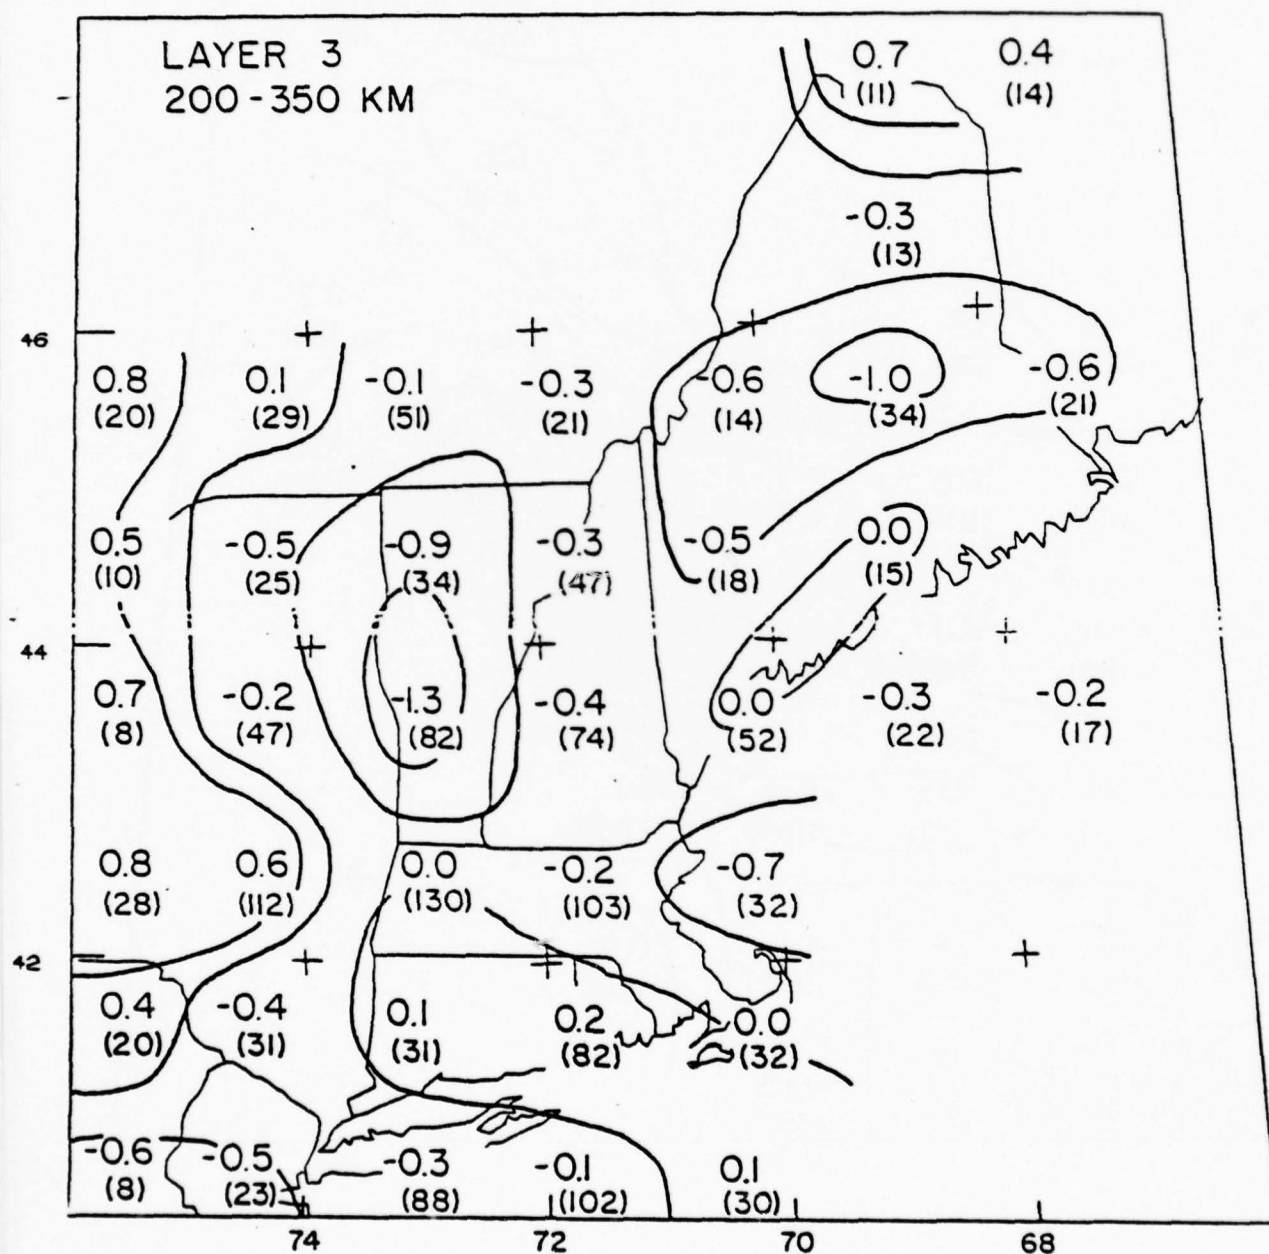 LAYER 3
200-350 KM
0.7 0.4
(11) (14)
-0.3
(13)
46
0.8 0.1 -0.1 -0.3 -0.6 -1.0 -0.6
(20) (29) (51) (21) (14) (34) (21)
0.5 -0.5 -0.9 -0.3 -0.5 0.0
(10) (25) (34) (47) (18) (15)
44
0.7 -0.2 -1.3 -0.4 0.0 -0.3 -0.2
(8) (47) (82) (74) (52) (22) (17)
0.8 0.6 0.0 -0.2 -0.7
(28) (112) (130) (103) (32)
42
0.4 -0.4 0.1 0.2 0.0
(20) (31) (31) (82) (32)
-0.6 -0.5 -0.3 -0.1 0.1
(8) (23) (88) (102) (30)
74 72 70 68